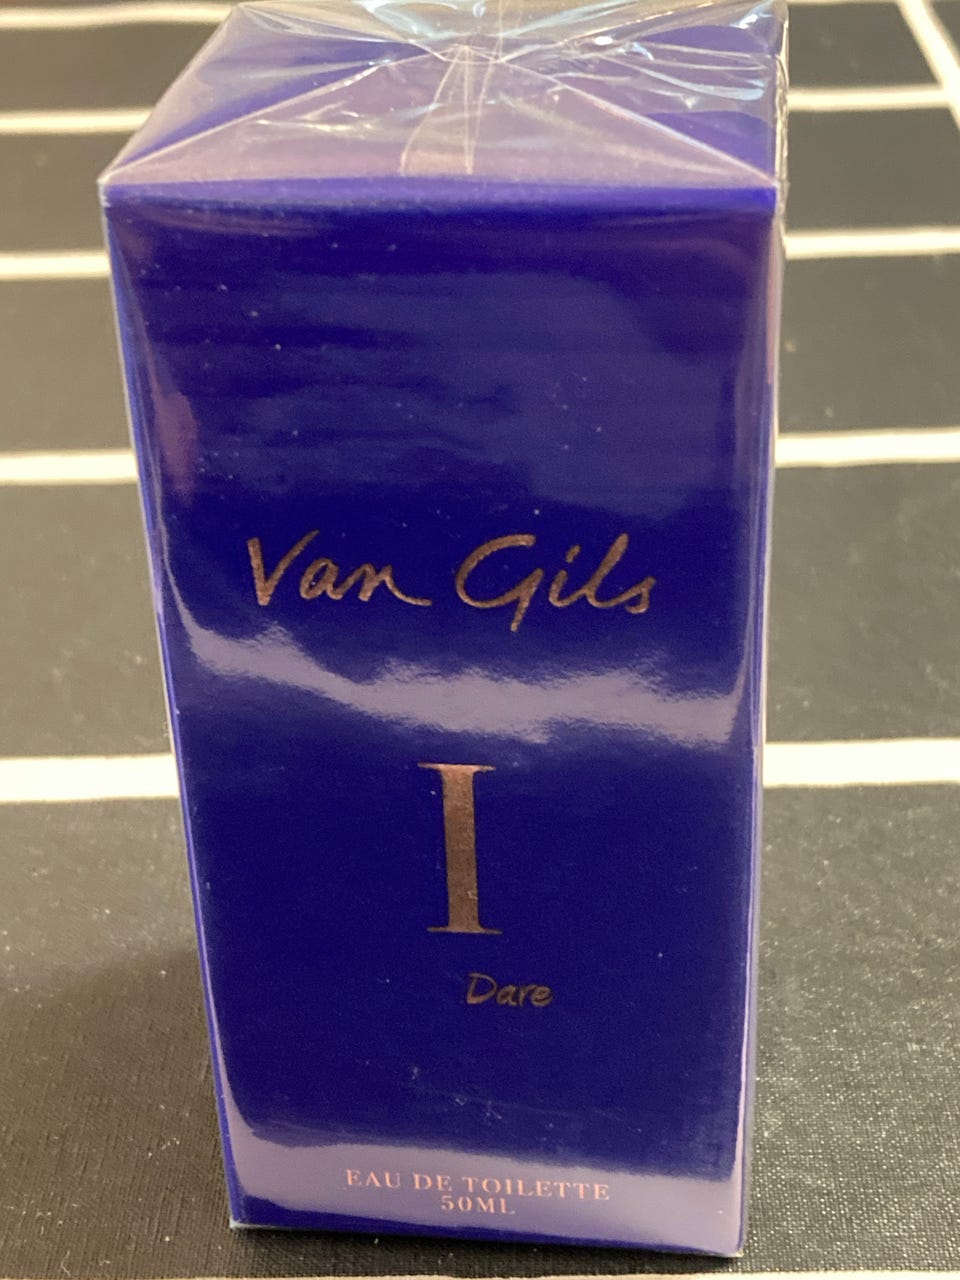 Van Gils
I
Dare
EAU DE TOILETTE
50ML